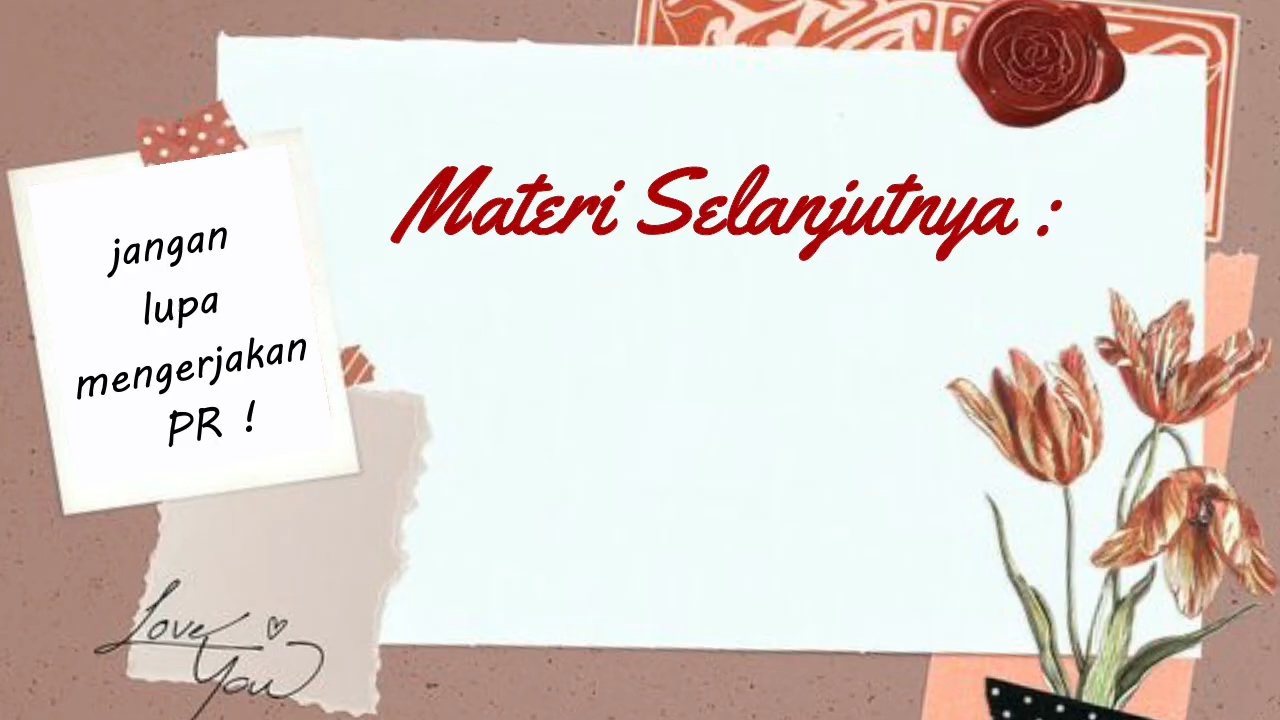 Materi Selanjutnya :
jangan
lupa
mengerjakan
PR !
Love
You